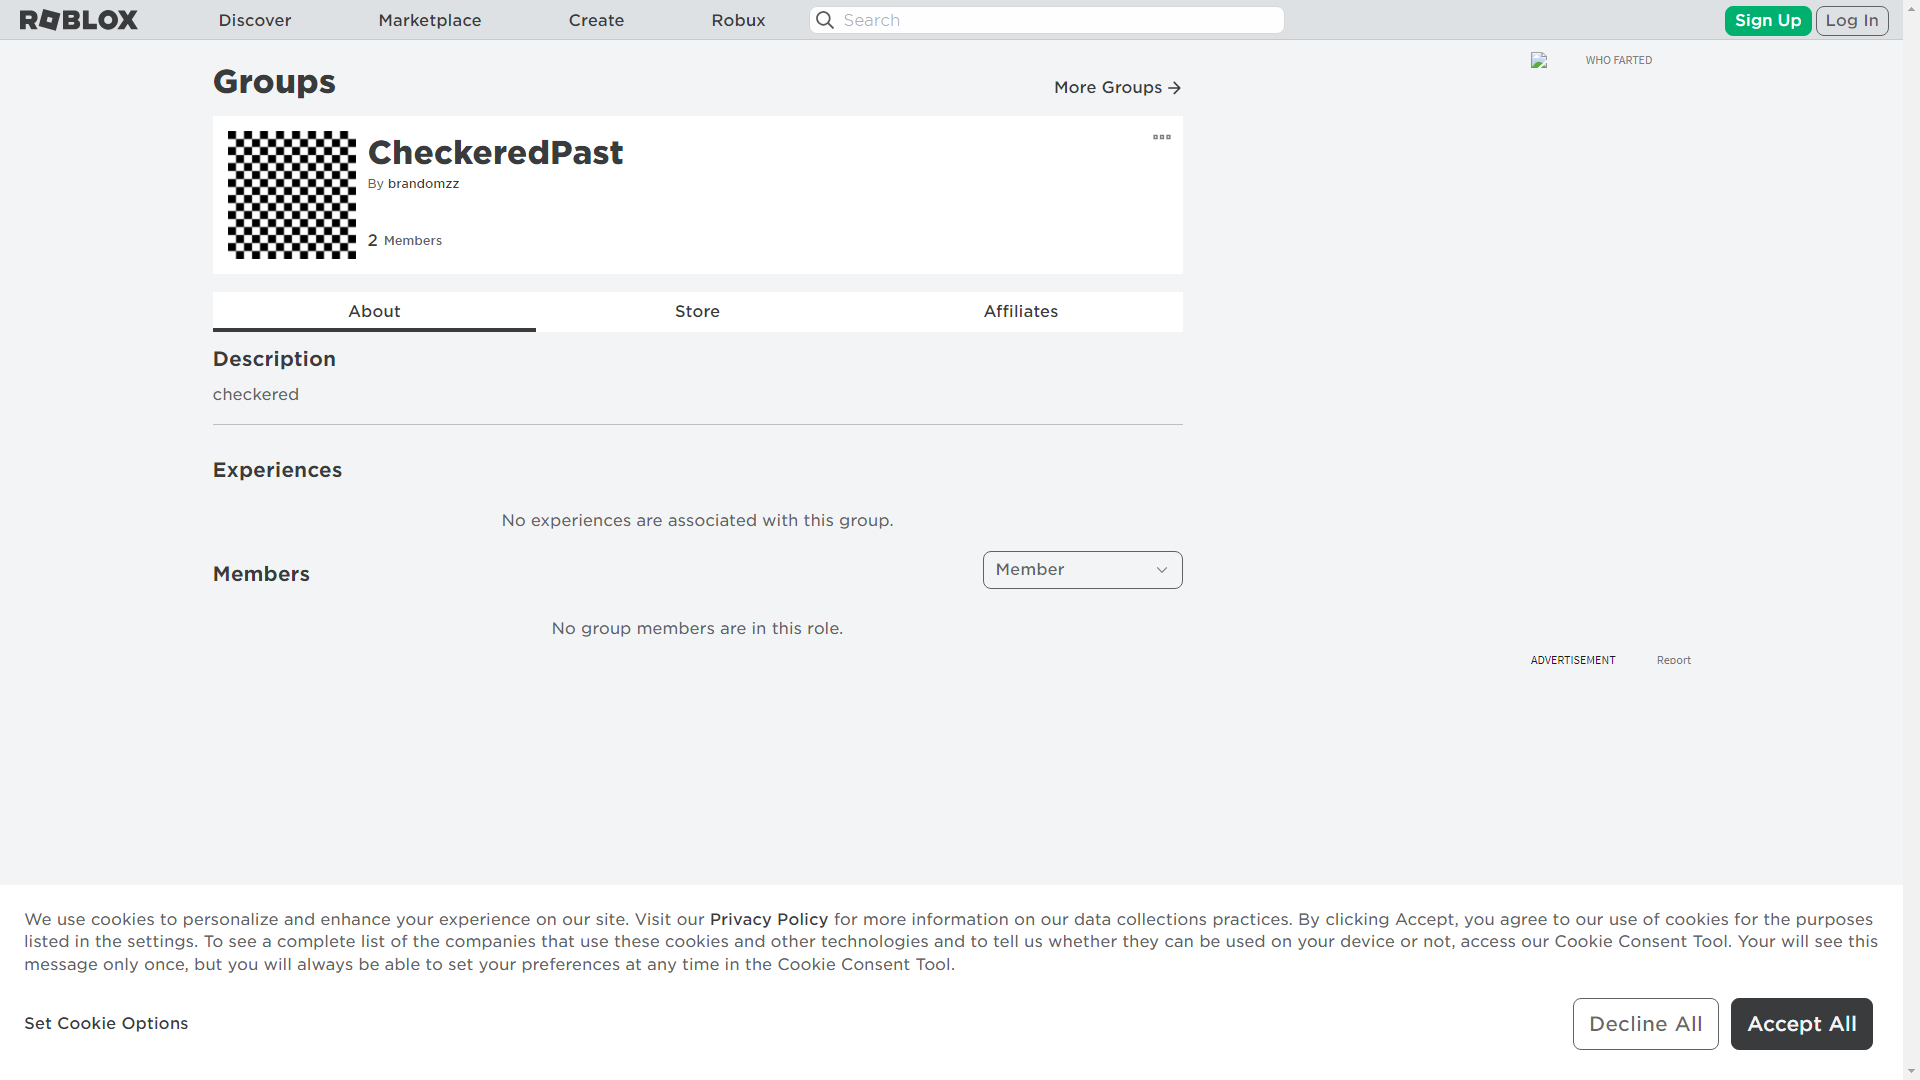 ROBLOX
Discover
Marketplace
Create
Robux
Search
Sign Up
Log In
Groups
More Groups
WHO FARTED
CheckeredPast
By brandomzz
2 Members
About
Store
Affiliates
Description
checkered
Experiences
No experiences are associated with this group.
Members
Member
No group members are in this role.
ADVERTISEMENT
Report
We use cookies to personalize and enhance your experience on our site. Visit our Privacy Policy for more information on our data collections practices. By clicking Accept, you agree to our use of cookies for the purposes
listed in the settings. To see a complete list of the companies that use these cookies and other technologies and to tell us whether they can be used on your device or not, access our Cookie Consent Tool. Your will see this
message only once, but you will always be able to set your preferences at any time in the Cookie Consent Tool.
Set Cookie Options
Decline All
Accept All